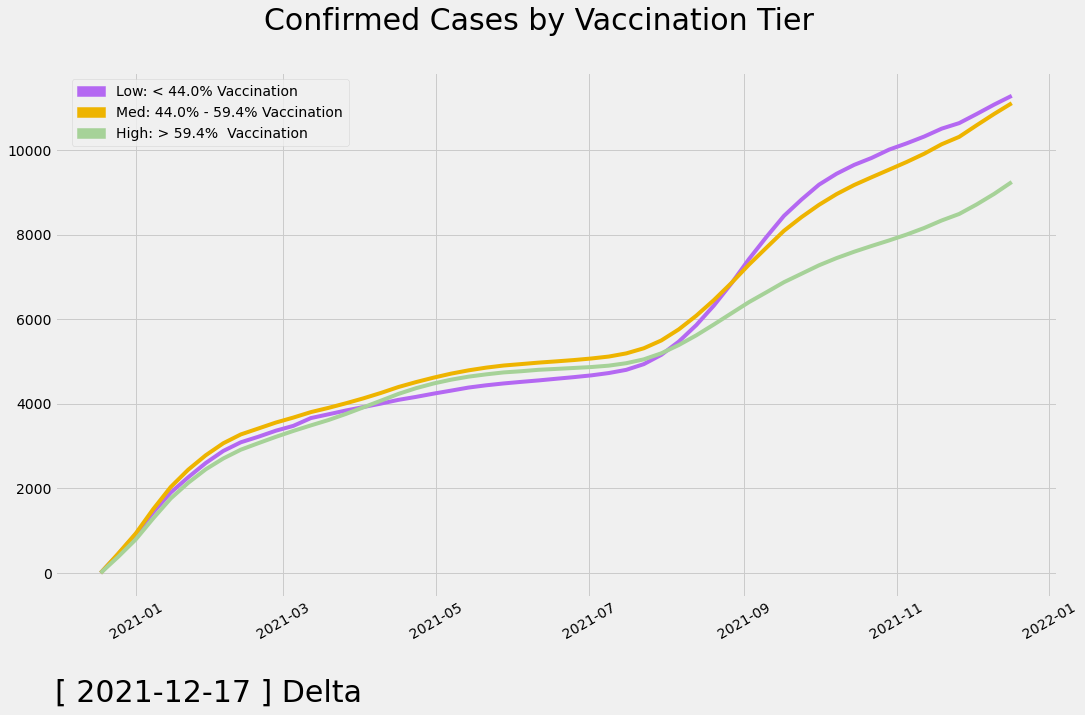 Confirmed Cases by Vaccination Tier
Low: < 44.0% Vaccination
Med: 44.0% - 59.4% Vaccination
High: > 59.4%  Vaccination
10000
8000
6000
4000
2000
0
2021-01
2021-03
2021-05
2021-07
2021-09
2021-11
2022-01
[ 2021-12-17 ] Delta